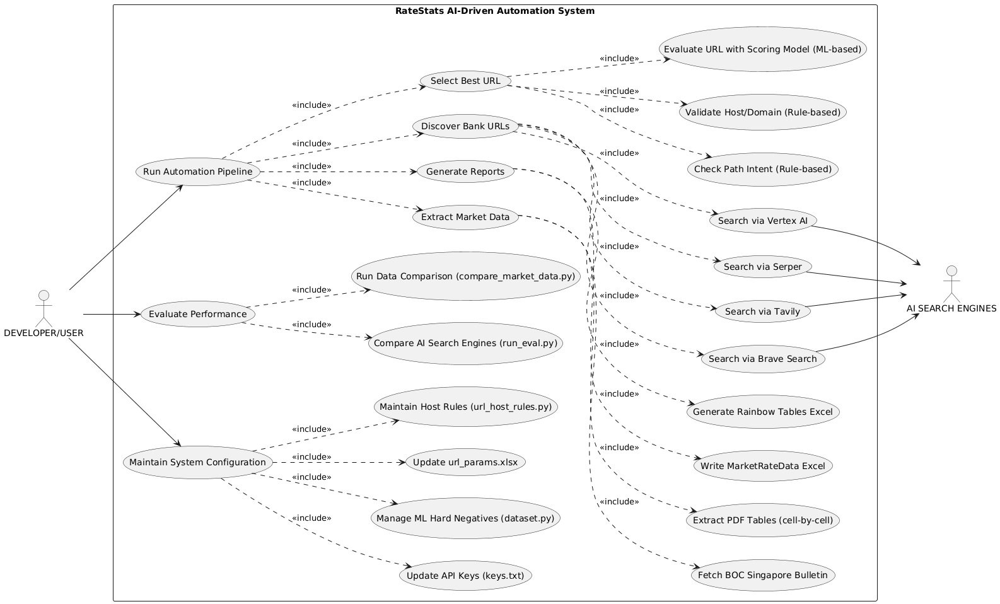 RateStats AI-Driven Automation System
Evaluate URL with Scoring Model (ML-based)
«include»
Select Best URL
«include»
Validate Host/Domain (Rule-based)
«include»
«include»
Discover Bank URLs
«include»
«include»
Check Path Intent (Rule-based)
Run Automation Pipeline
«include»
Generate Reports
«include»
«include»
Extract Market Data
Search via Vertex AI
«include»
Search via Serper
Run Data Comparison (compare_market_data.py)
«include»
«include»
Evaluate Performance
Search via Tavily
AI SEARCH ENGINES
DEVELOPER/USER
«include»
Compare AI Search Engines (run_eval.py)
«include»
Search via Brave Search
«include»
Maintain Host Rules (url_host_rules.py)
Generate Rainbow Tables Excel
«include»
«include»
Maintain System Configuration
Update url_params.xlsx
«include»
Write MarketRateData Excel
«include»
«include»
Manage ML Hard Negatives (dataset.py)
Extract PDF Tables (cell-by-cell)
«include»
Update API Keys (keys.txt)
Fetch BOC Singapore Bulletin